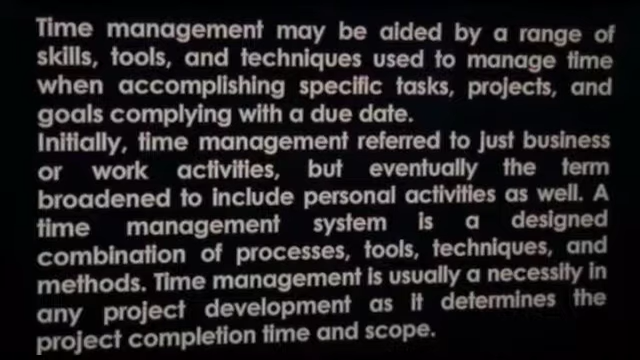 Time management may be aided by a range of
skills, tools, and techniques used to manage time
when accomplishing specific tasks, projects, and
goals complying with a due date.
Initially, time management referred to just business
or work activities, but eventually the term
broadened to include personal activities as well. A
time management system is a designed
combination of processes, tools, techniques, and
methods. Time management is usually a necessity in
any project development as it determines the
project completion time and scope.